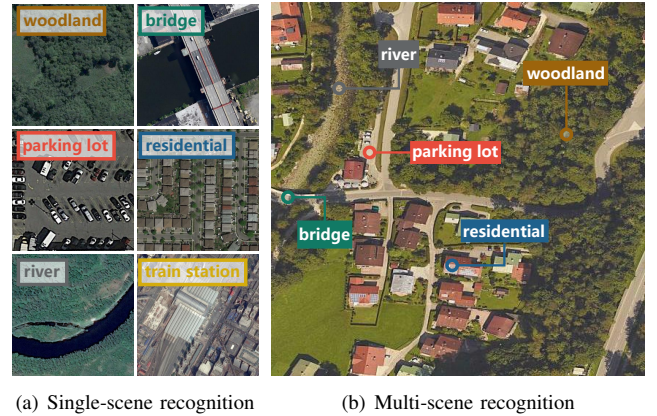 woodland
bridge
parking lot
residential
river
train station
river
woodland
parking lot
bridge
residential
(a) Single-scene recognition
(b) Multi-scene recognition